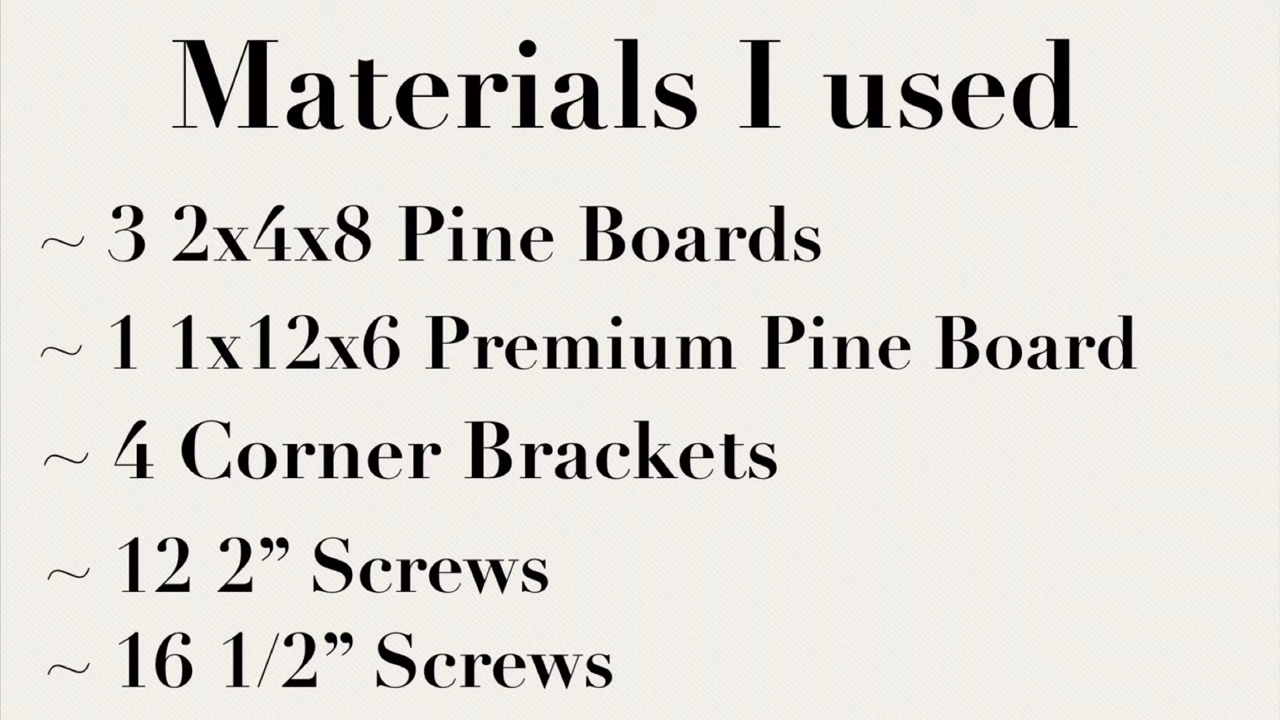 Materials I used
~ 3 2x4x8 Pine Boards
~ 1 1x12x6 Premium Pine Board
~ 4 Corner Brackets
~ 12 2” Screws
~ 16 1/2” Screws